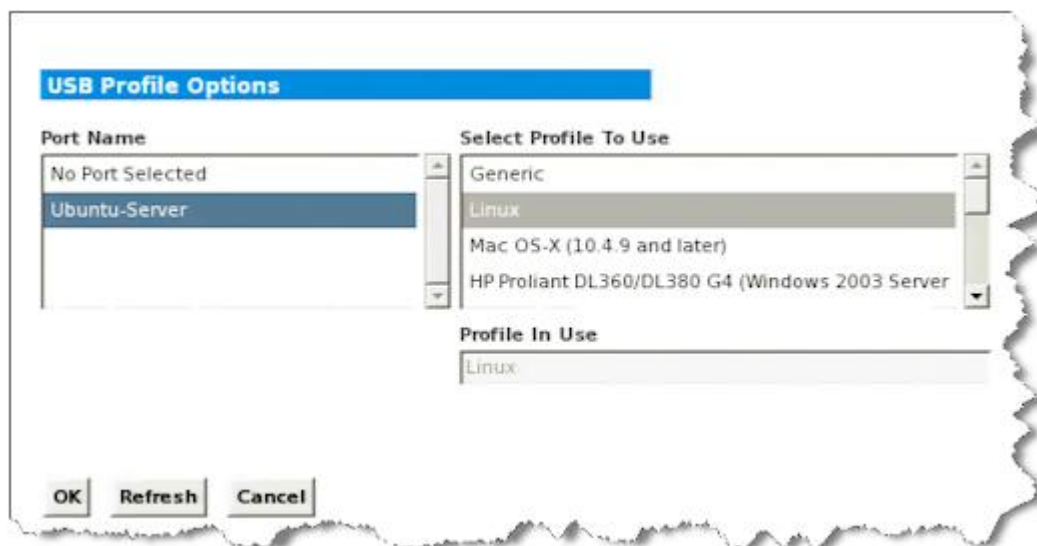 USB Profile Options
Port Name
No Port Selected
Ubuntu-Server
Select Profile To Use
Generic
Linux
Mac OS-X (10.4.9 and later)
HP Proliant DL360/DL380 G4 (Windows 2003 Server
Profile In Use
Linux
OK Refresh Cancel